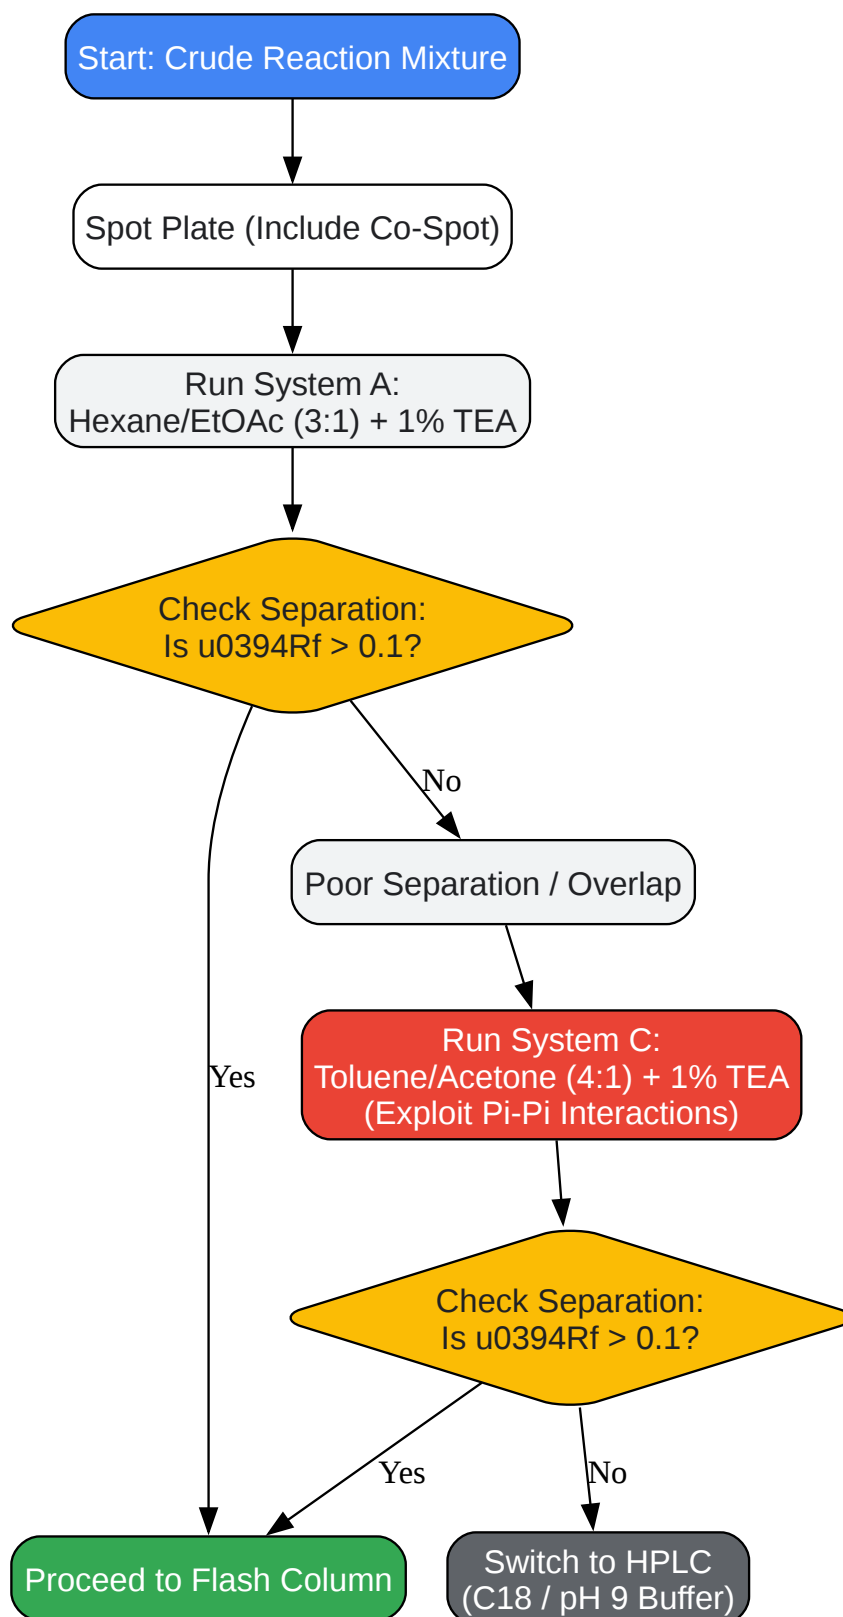 Start: Crude Reaction Mixture
Spot Plate (Include Co-Spot)
Run System A:
Hexane/EtOAc (3:1) + 1% TEA
Check Separation:
Is u0394Rf > 0.1?
No
Poor Separation / Overlap
Run System C:
Toluene/Acetone (4:1) + 1% TEA
(Exploit Pi-Pi Interactions)
Yes
Check Separation:
Is u0394Rf > 0.1?
Yes
No
Proceed to Flash Column
Switch to HPLC
(C18 / pH 9 Buffer)